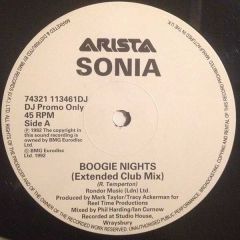 ARISTA
SONIA
74321 113461DJ
DJ Promo Only
45 RPM
Side A
℗ 1992 The copyright in
this sound recording is
owned by BMG Eurodisc
Ltd.
© BMG Eurodisc
Ltd. 1992
BOOGIE NIGHTS
(Extended Club Mix)
(R. Temperton)
Rondor Music (Ldn) Ltd.
Produced by Mark Taylor/Tracy Ackerman for
Real Time Productions
Mixed by Phil Harding/Ian Curnow
Recorded at Studio House,
Wraysbury